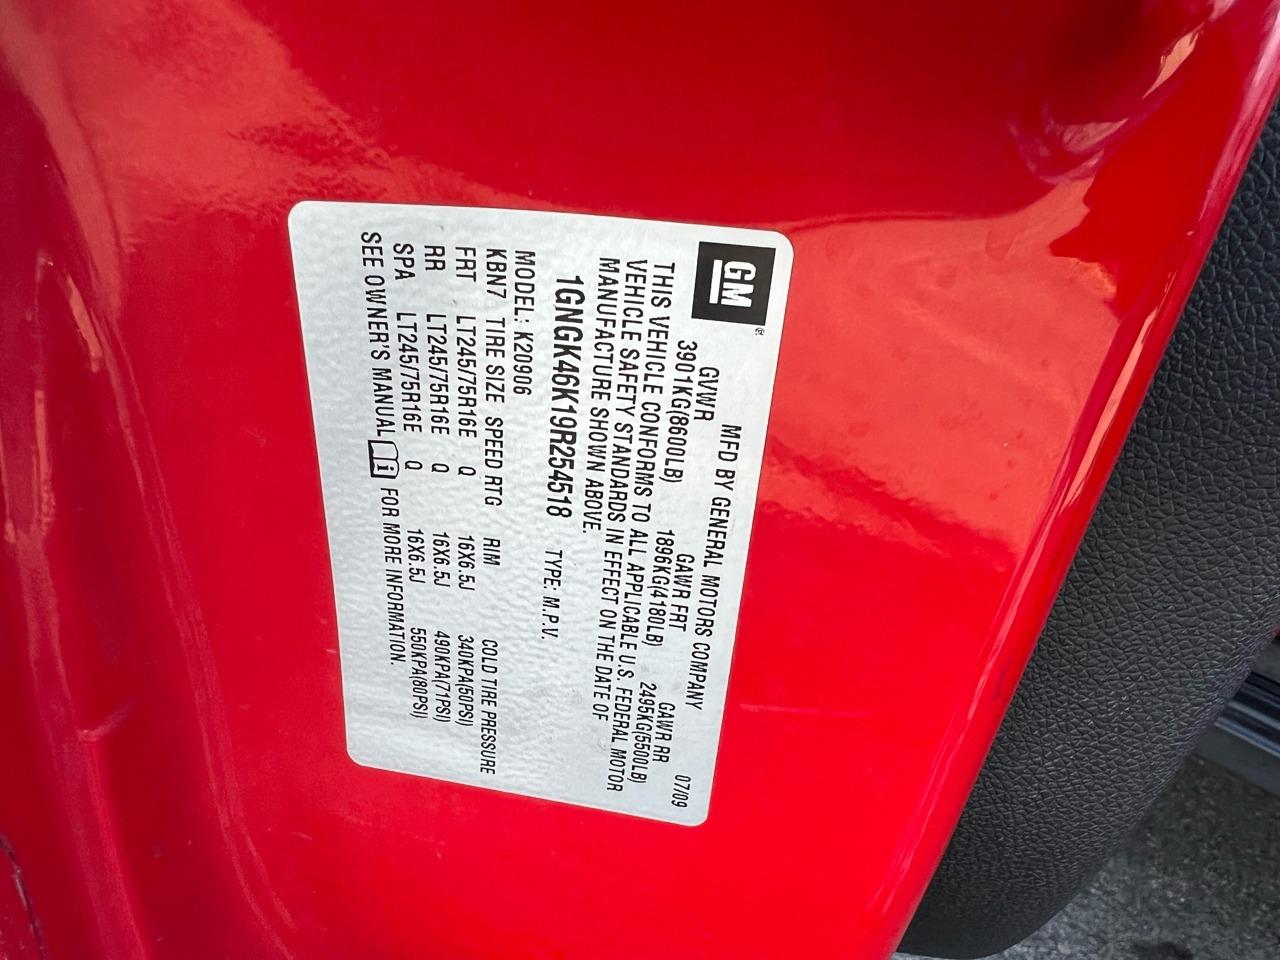 GM®
MFD BY GENERAL MOTORS COMPANY 07/09
GVWR GAWR FRT GAWR RR
3901KG(8600LB) 1896KG(4180LB) 2495KG(5500LB)
THIS VEHICLE CONFORMS TO ALL APPLICABLE U.S. FEDERAL MOTOR
VEHICLE SAFETY STANDARDS IN EFFECT ON THE DATE OF
MANUFACTURE SHOWN ABOVE.
1GNGK46K19R254518 TYPE: M.P.V.
MODEL: K20906
KBN7 TIRE SIZE SPEED RTG RIM COLD TIRE PRESSURE
FRT LT245/75R16E Q 16X6.5J 340KPA(50PSI)
RR LT245/75R16E Q 16X6.5J 490KPA(71PSI)
SPA LT245/75R16E Q 16X6.5J 550KPA(80PSI)
SEE OWNER'S MANUAL i FOR MORE INFORMATION.